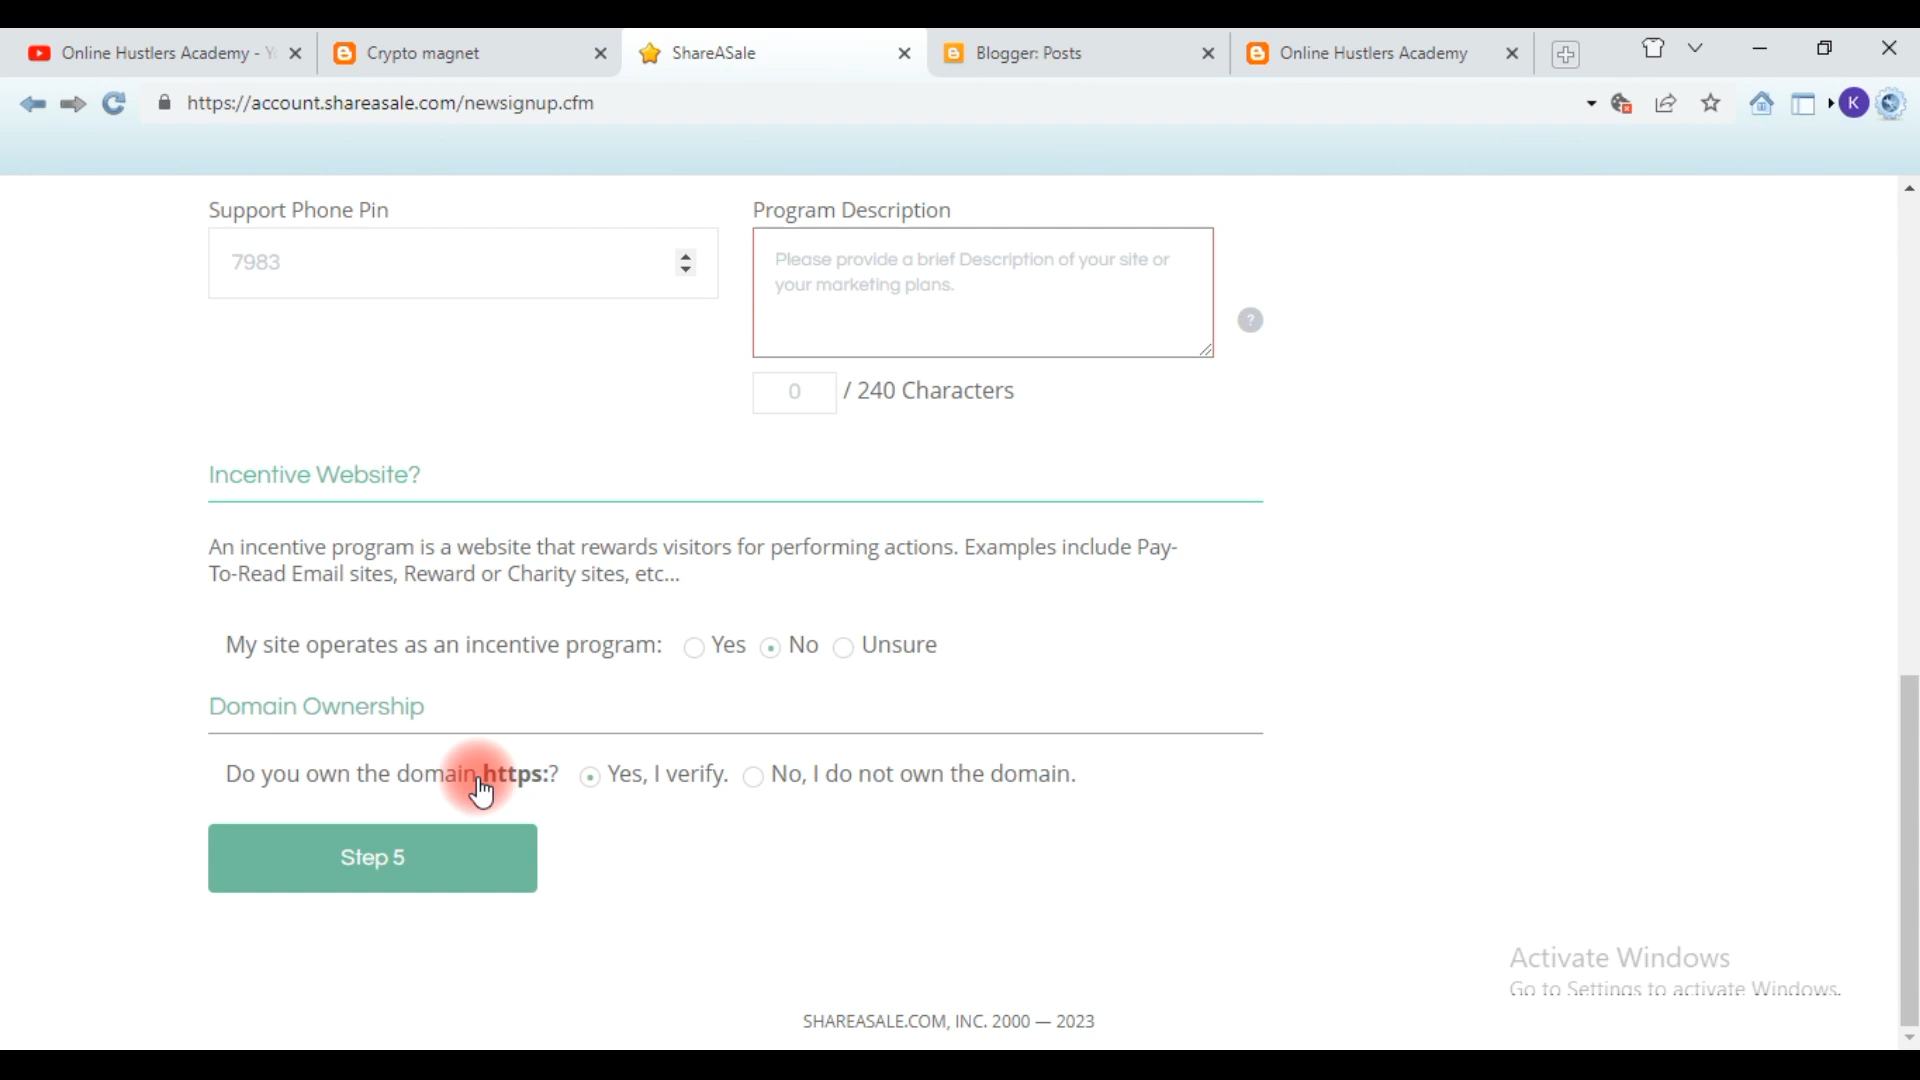 Online Hustlers Academy - Y
Crypto magnet
ShareASale
Blogger: Posts
Online Hustlers Academy
https://account.shareasale.com/newsignup.cfm
K
Support Phone Pin
Program Description
7983
Please provide a brief Description of your site or
your marketing plans.
?
0 / 240 Characters
Incentive Website?
An incentive program is a website that rewards visitors for performing actions. Examples include Pay-
To-Read Email sites, Reward or Charity sites, etc...
My site operates as an incentive program: Yes No Unsure
Domain Ownership
Do you own the domain https:? Yes, I verify. No, I do not own the domain.
Step 5
Activate Windows
Go to Settings to activate Windows.
SHAREASALE.COM, INC. 2000 — 2023